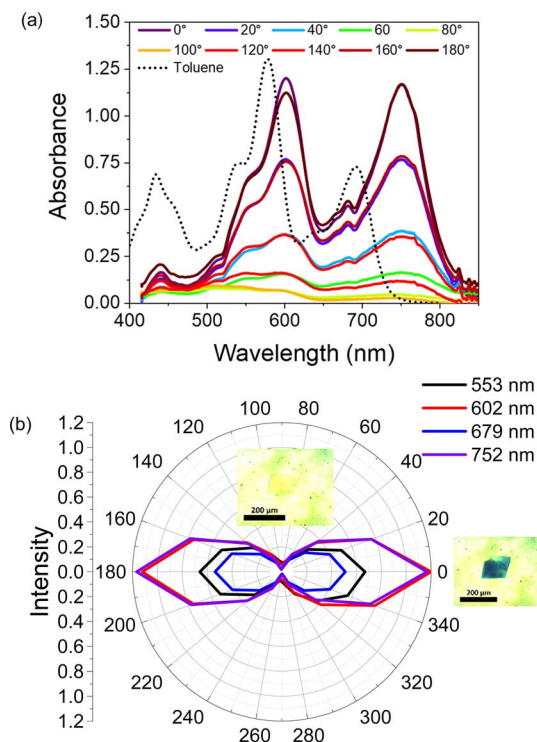 (a)
0° 20° 40° 60 80°
100° 120° 140° 160° 180°
Toluene
1.50
1.25
1.00
0.75
0.50
0.25
0.00
Absorbance
400 500 600 700 800
Wavelength (nm)
553 nm
602 nm
679 nm
752 nm
(b)
1.2
1.0
0.8
0.6
0.4
0.2
0.0
0.2
0.4
0.6
0.8
1.0
1.2
Intensity
100 80
120 60
140 40
160 20
180 0
200 340
220 320
240 300
260 280
200 µm
200 µm